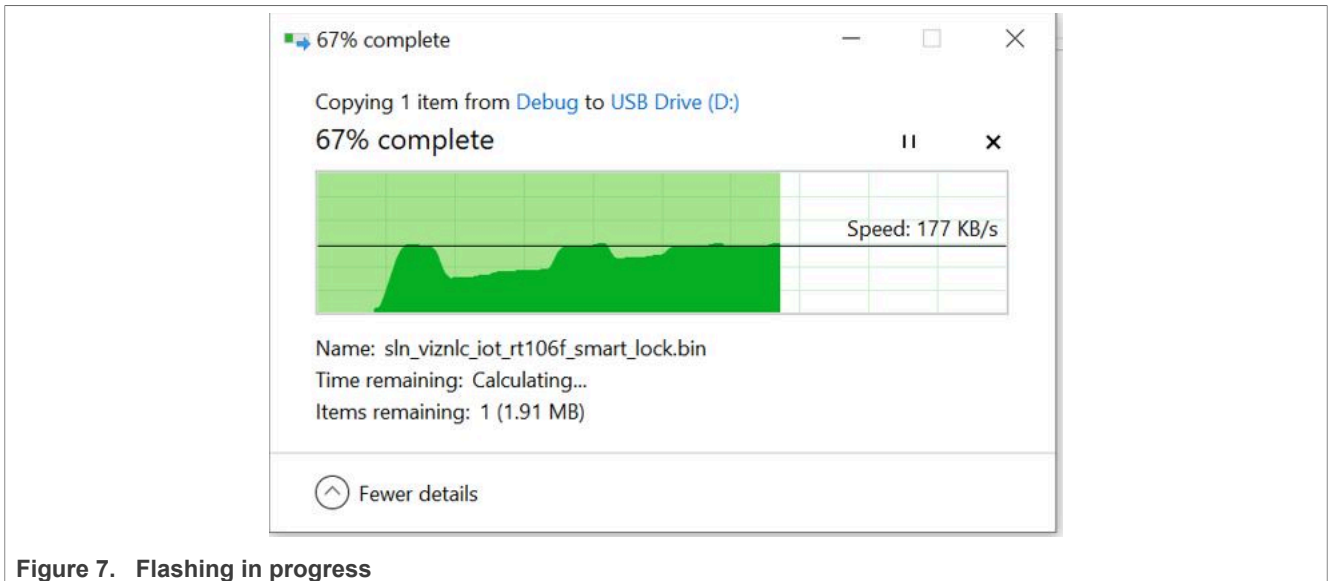 67% complete
Copying 1 item from Debug to USB Drive (D:)
67% complete
Speed: 177 KB/s
Name: sln_viznlc_iot_rt106f_smart_lock.bin
Time remaining: Calculating...
Items remaining: 1 (1.91 MB)
Fewer details
Figure 7. Flashing in progress